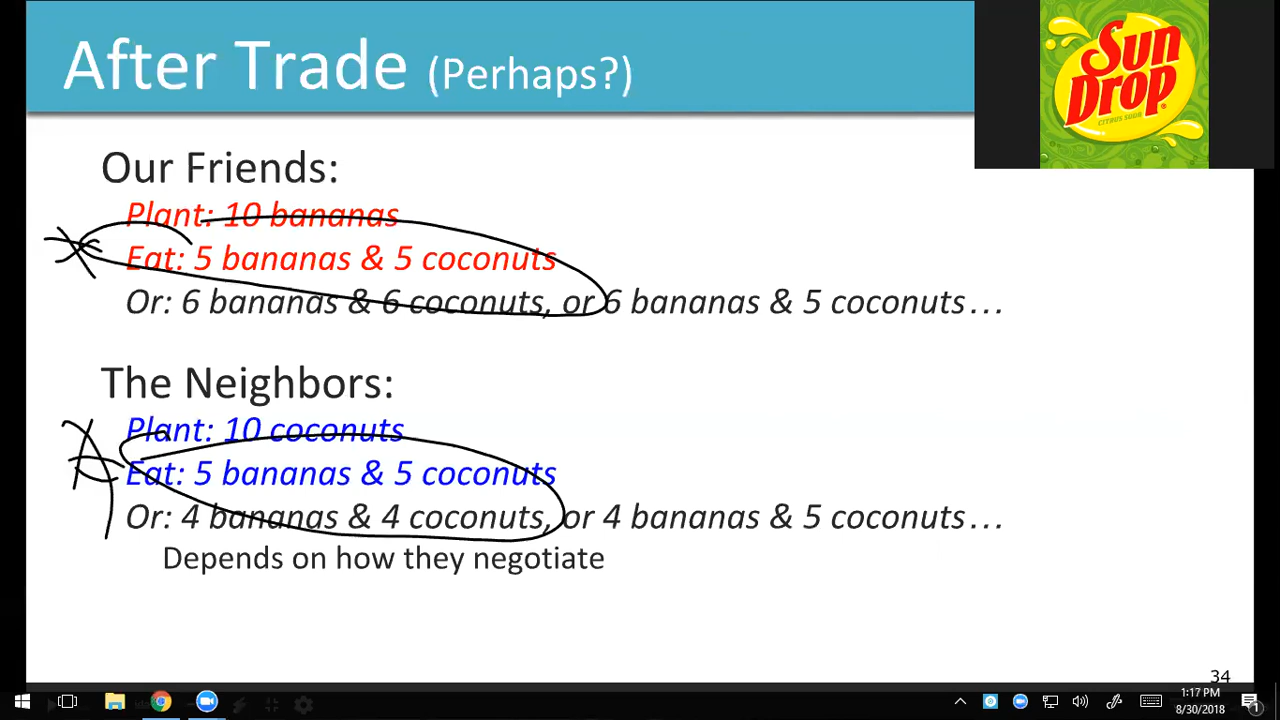 After Trade (Perhaps?)
Sun
Drop
CITRUS SODA
Our Friends:
Plant: 10 bananas
Eat: 5 bananas & 5 coconuts
Or: 6 bananas & 6 coconuts, or 6 bananas & 5 coconuts…
The Neighbors:
Plant: 10 coconuts
Eat: 5 bananas & 5 coconuts
Or: 4 bananas & 4 coconuts, or 4 bananas & 5 coconuts…
Depends on how they negotiate
34
1:17 PM
8/30/2018
1